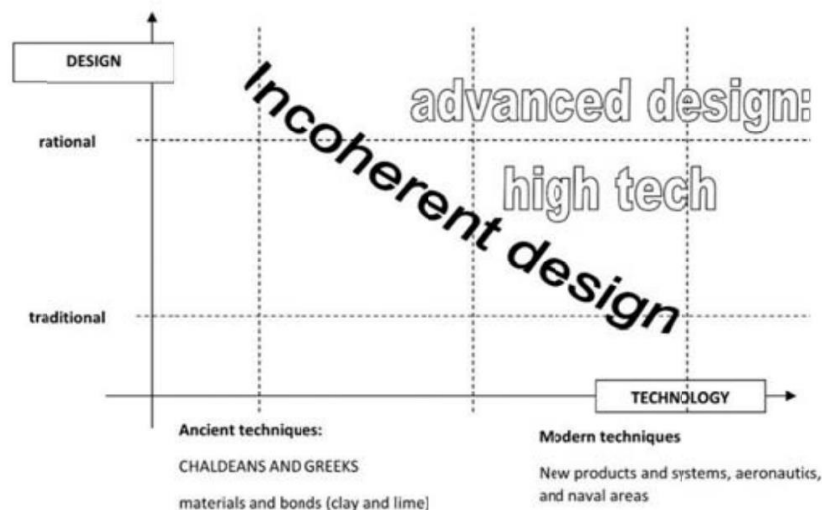 DESIGN
Incoherent design
advanced design:
rational
high tech
traditional
TECHNOLOGY
Ancient techniques:
CHALDEANS AND GREEKS
materials and bonds (clay and lime)
Modern techniques
New products and systems, aeronautics,
and naval areas